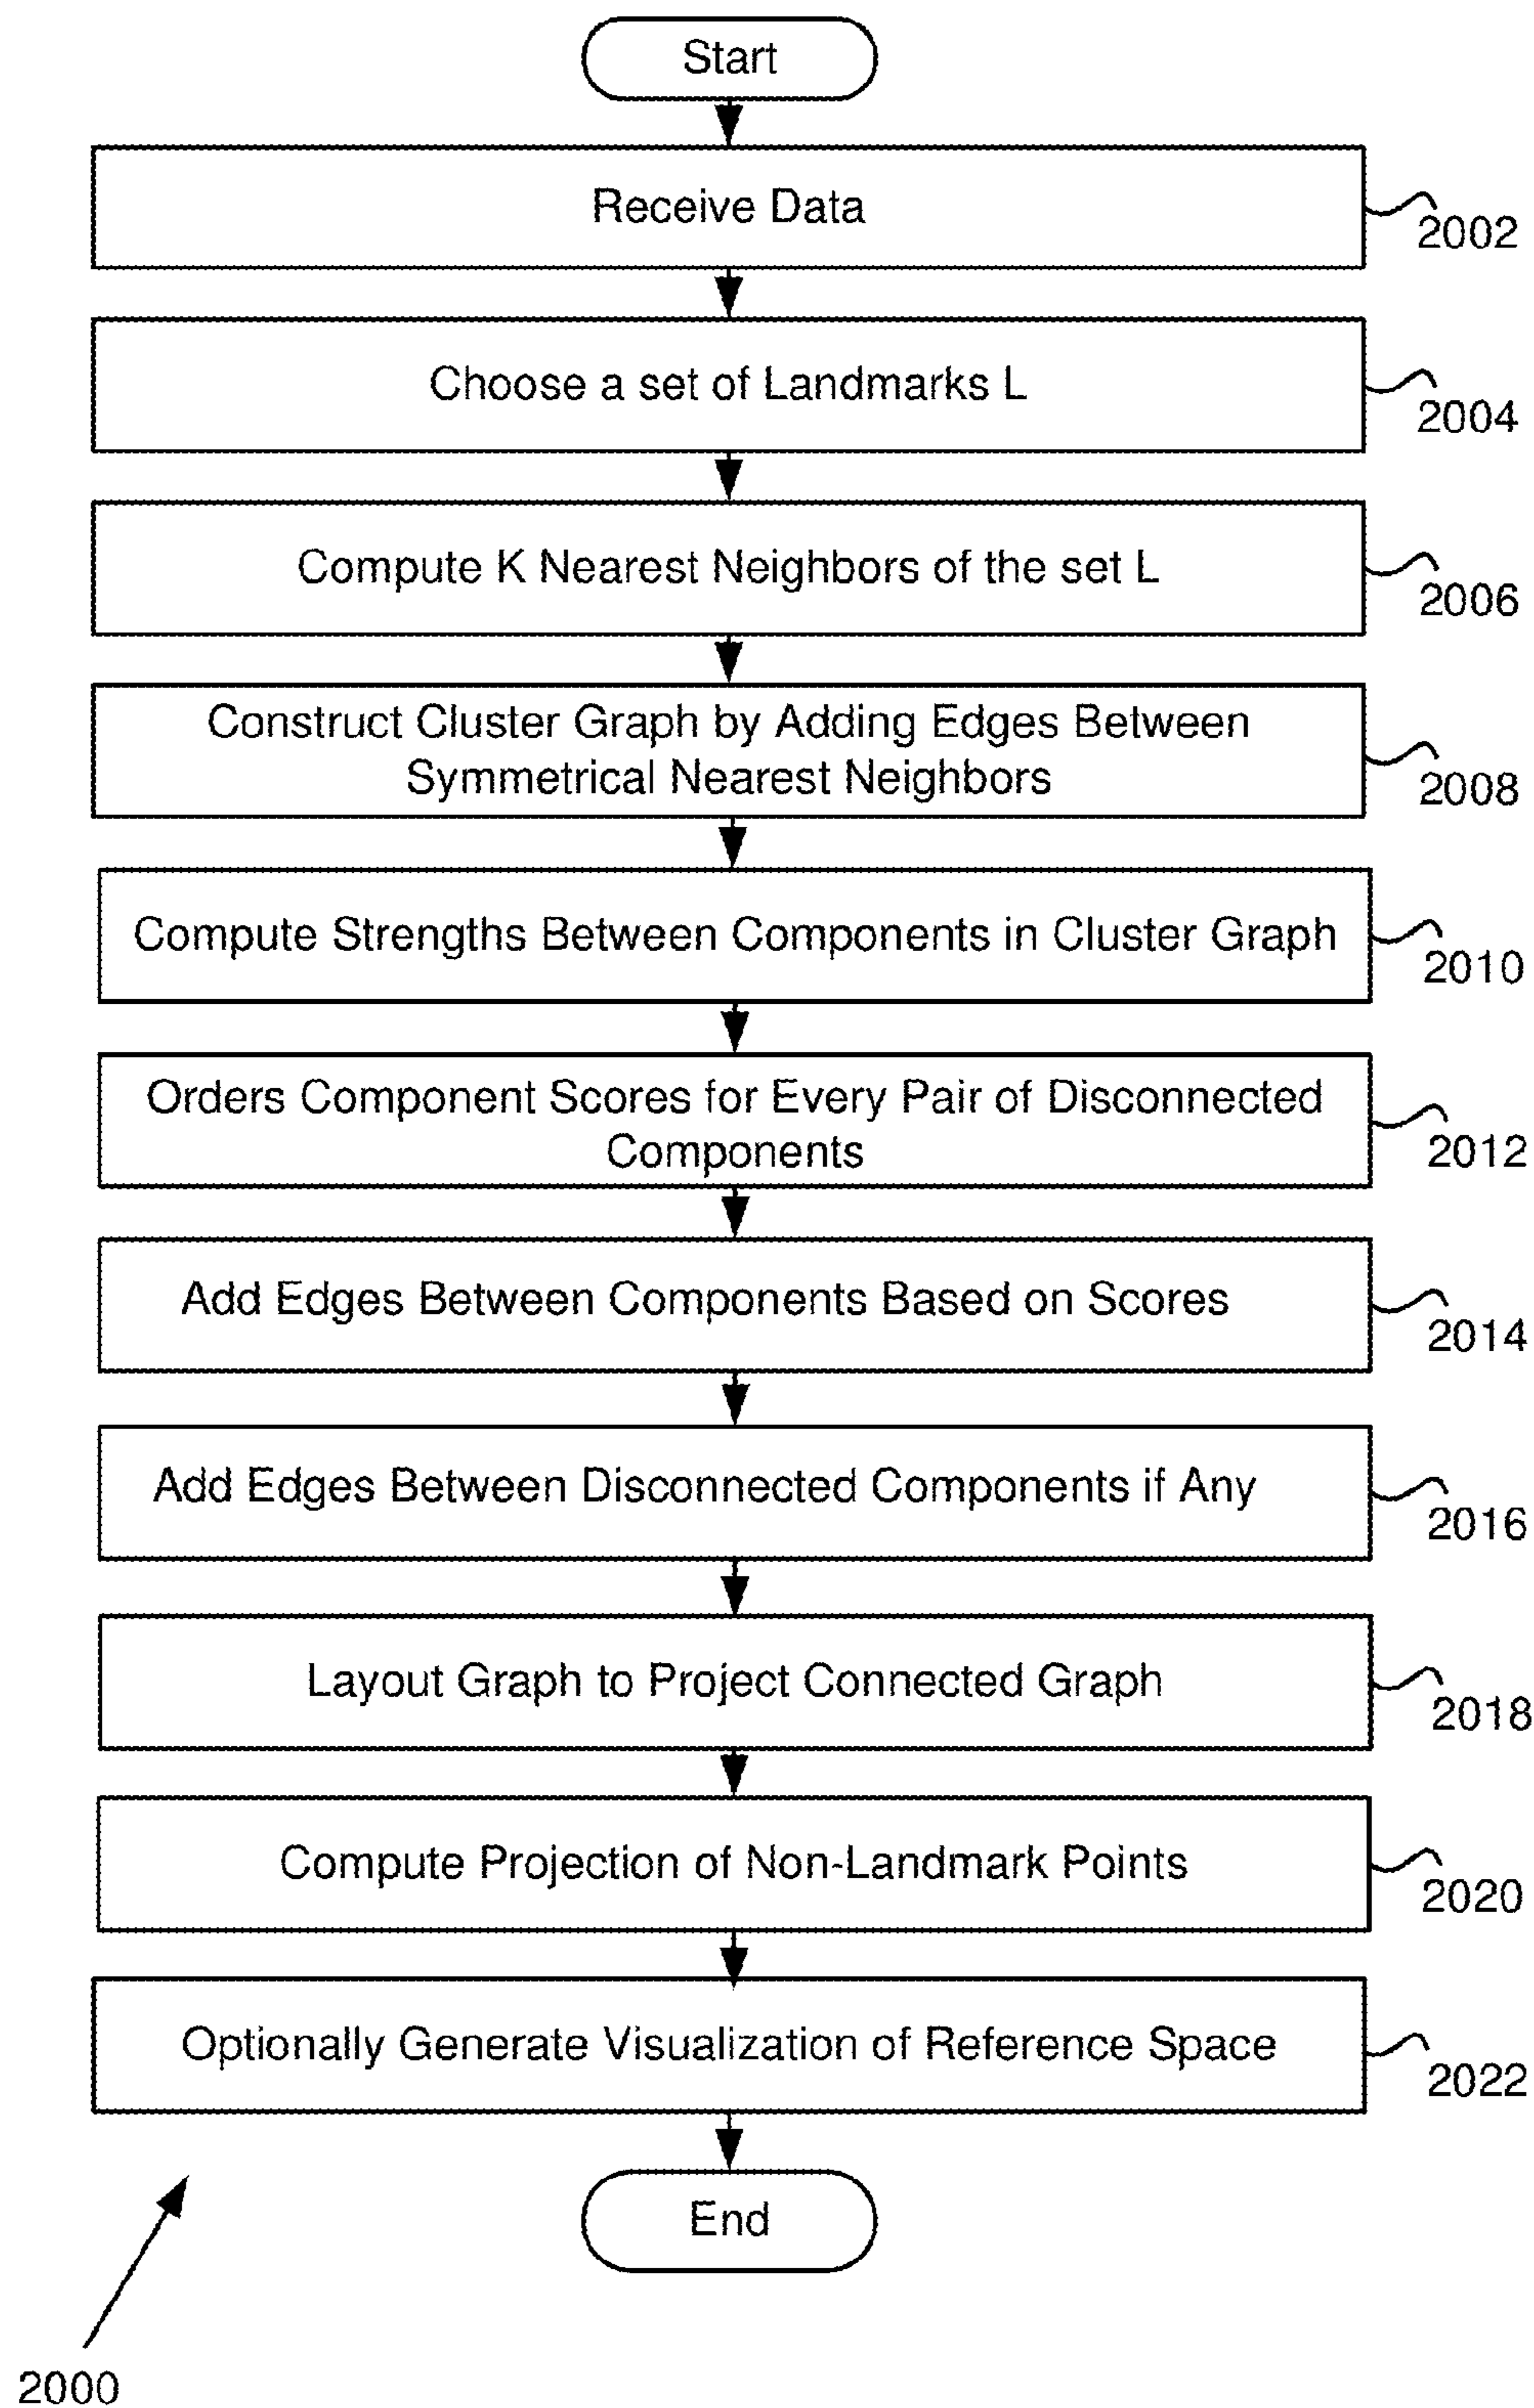 Start
Receive Data
2002
Choose a set of Landmarks L
2004
Compute K Nearest Neighbors of the set L
2006
Construct Cluster Graph by Adding Edges Between
Symmetrical Nearest Neighbors
2008
Compute Strengths Between Components in Cluster Graph
2010
Orders Component Scores for Every Pair of Disconnected
Components
2012
Add Edges Between Components Based on Scores
2014
Add Edges Between Disconnected Components if Any
2016
Layout Graph to Project Connected Graph
2018
Compute Projection of Non-Landmark Points
2020
Optionally Generate Visualization of Reference Space
2022
End
2000